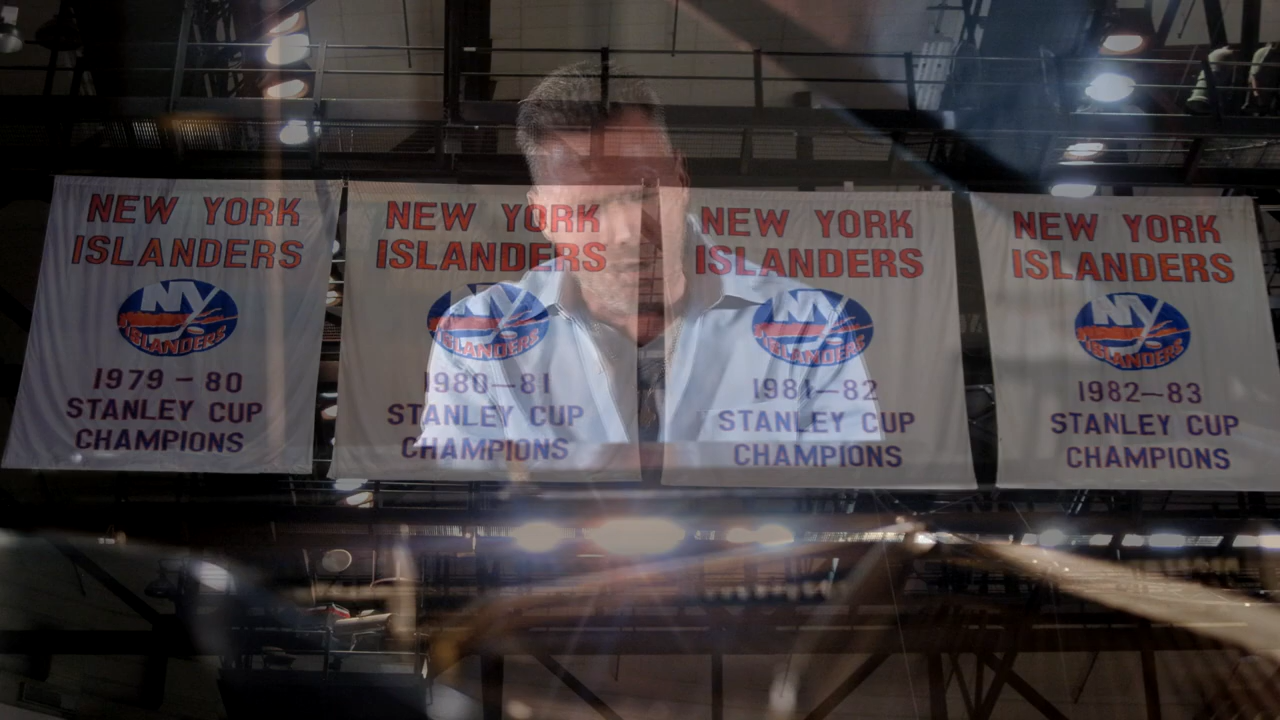 NEW YORK
ISLANDERS
NY
ISLANDERS
1979-80
STANLEY CUP
CHAMPIONS
NEW YORK
ISLANDERS
NY
ISLANDERS
1980-81
STANLEY CUP
CHAMPIONS
NEW YORK
ISLANDERS
NY
ISLANDERS
1981-82
STANLEY CUP
CHAMPIONS
NEW YORK
ISLANDERS
NY
ISLANDERS
1982-83
STANLEY CUP
CHAMPIONS